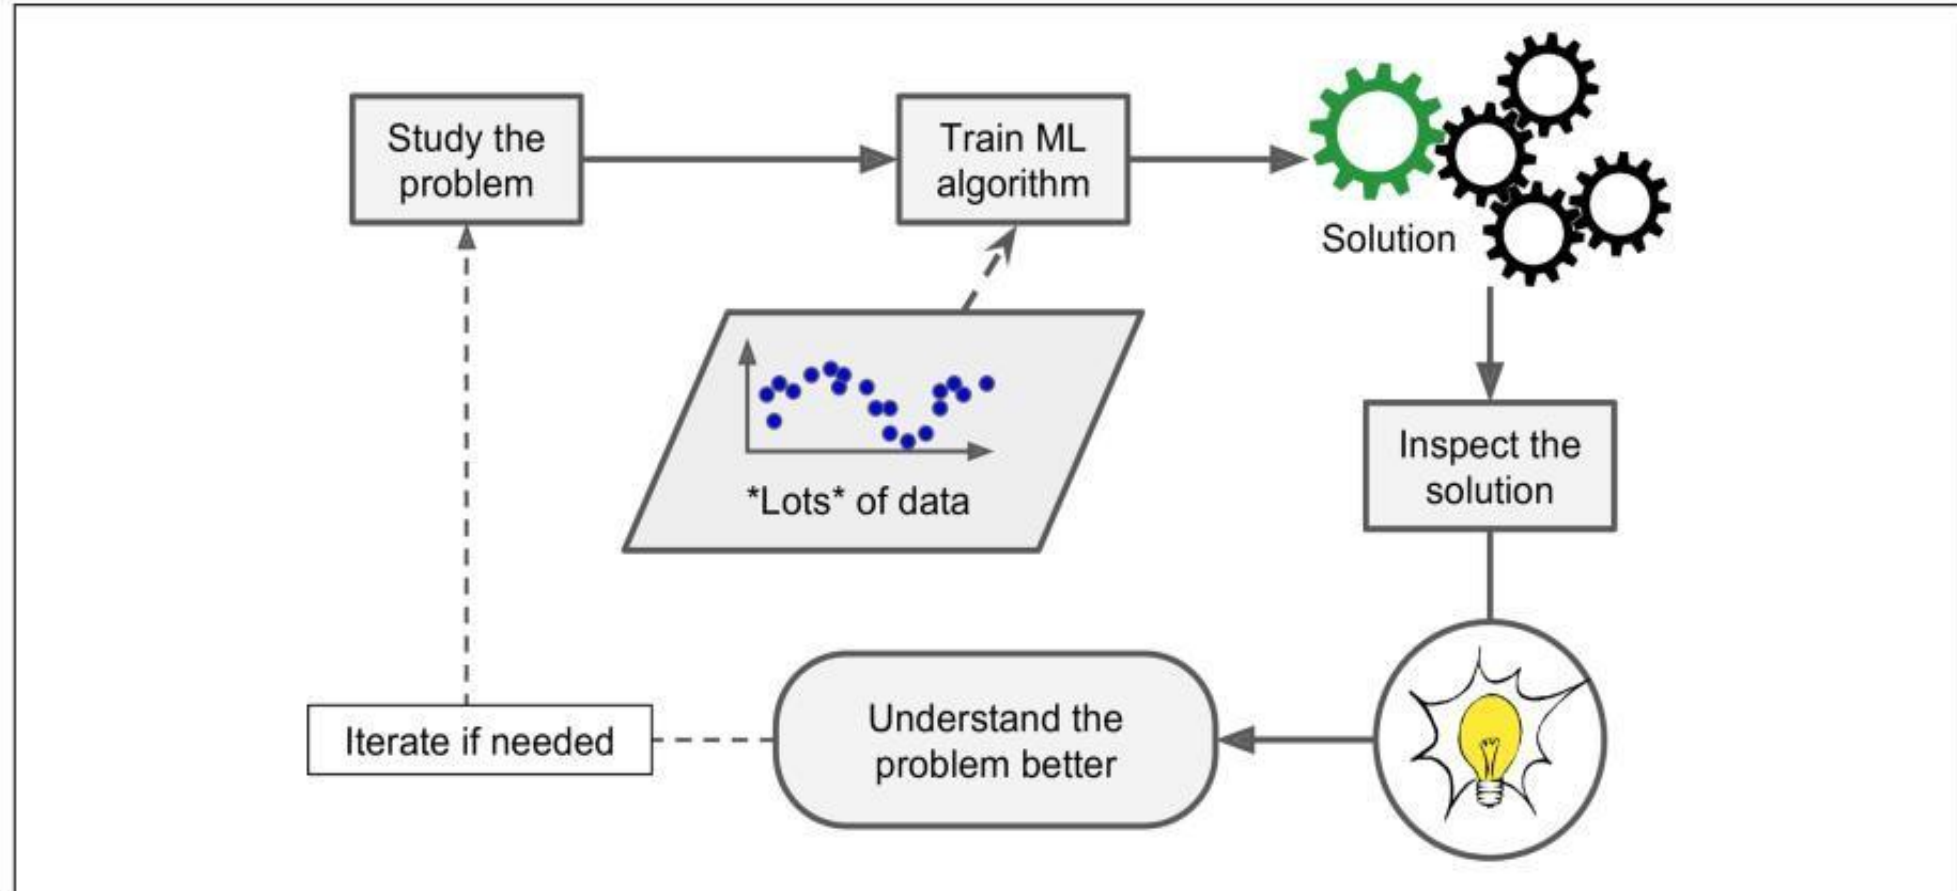 Study the
problem
Train ML
algorithm
Solution
*Lots* of data
Inspect the
solution
Understand the
problem better
Iterate if needed